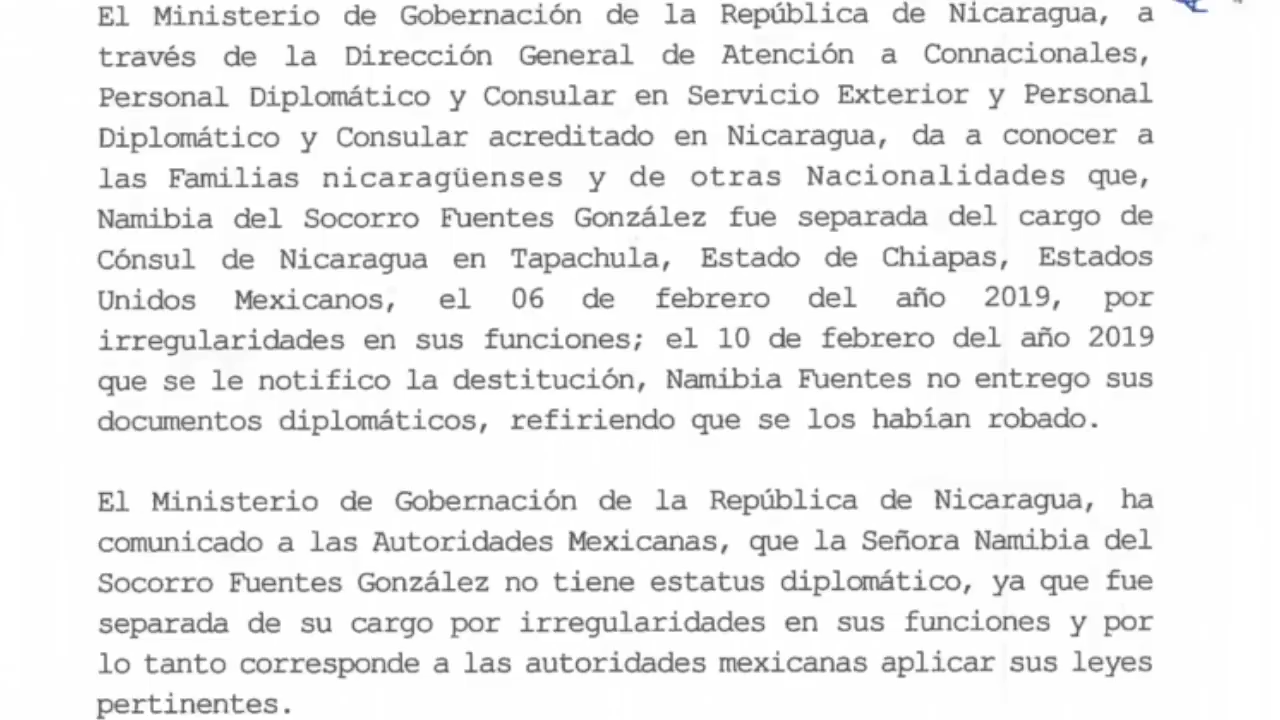 El Ministerio de Gobernación de la República de Nicaragua, a
través de la Dirección General de Atención a Connacionales,
Personal Diplomático y Consular en Servicio Exterior y Personal
Diplomático y Consular acreditado en Nicaragua, da a conocer a
las Familias nicaragüenses y de otras Nacionalidades que,
Namibia del Socorro Fuentes González fue separada del cargo de
Cónsul de Nicaragua en Tapachula, Estado de Chiapas, Estados
Unidos Mexicanos, el 06 de febrero del año 2019, por
irregularidades en sus funciones; el 10 de febrero del año 2019
que se le notifico la destitución, Namibia Fuentes no entrego sus
documentos diplomáticos, refiriendo que se los habían robado.
El Ministerio de Gobernación de la República de Nicaragua, ha
comunicado a las Autoridades Mexicanas, que la Señora Namibia del
Socorro Fuentes González no tiene estatus diplomático, ya que fue
separada de su cargo por irregularidades en sus funciones y por
lo tanto corresponde a las autoridades mexicanas aplicar sus leyes
pertinentes.